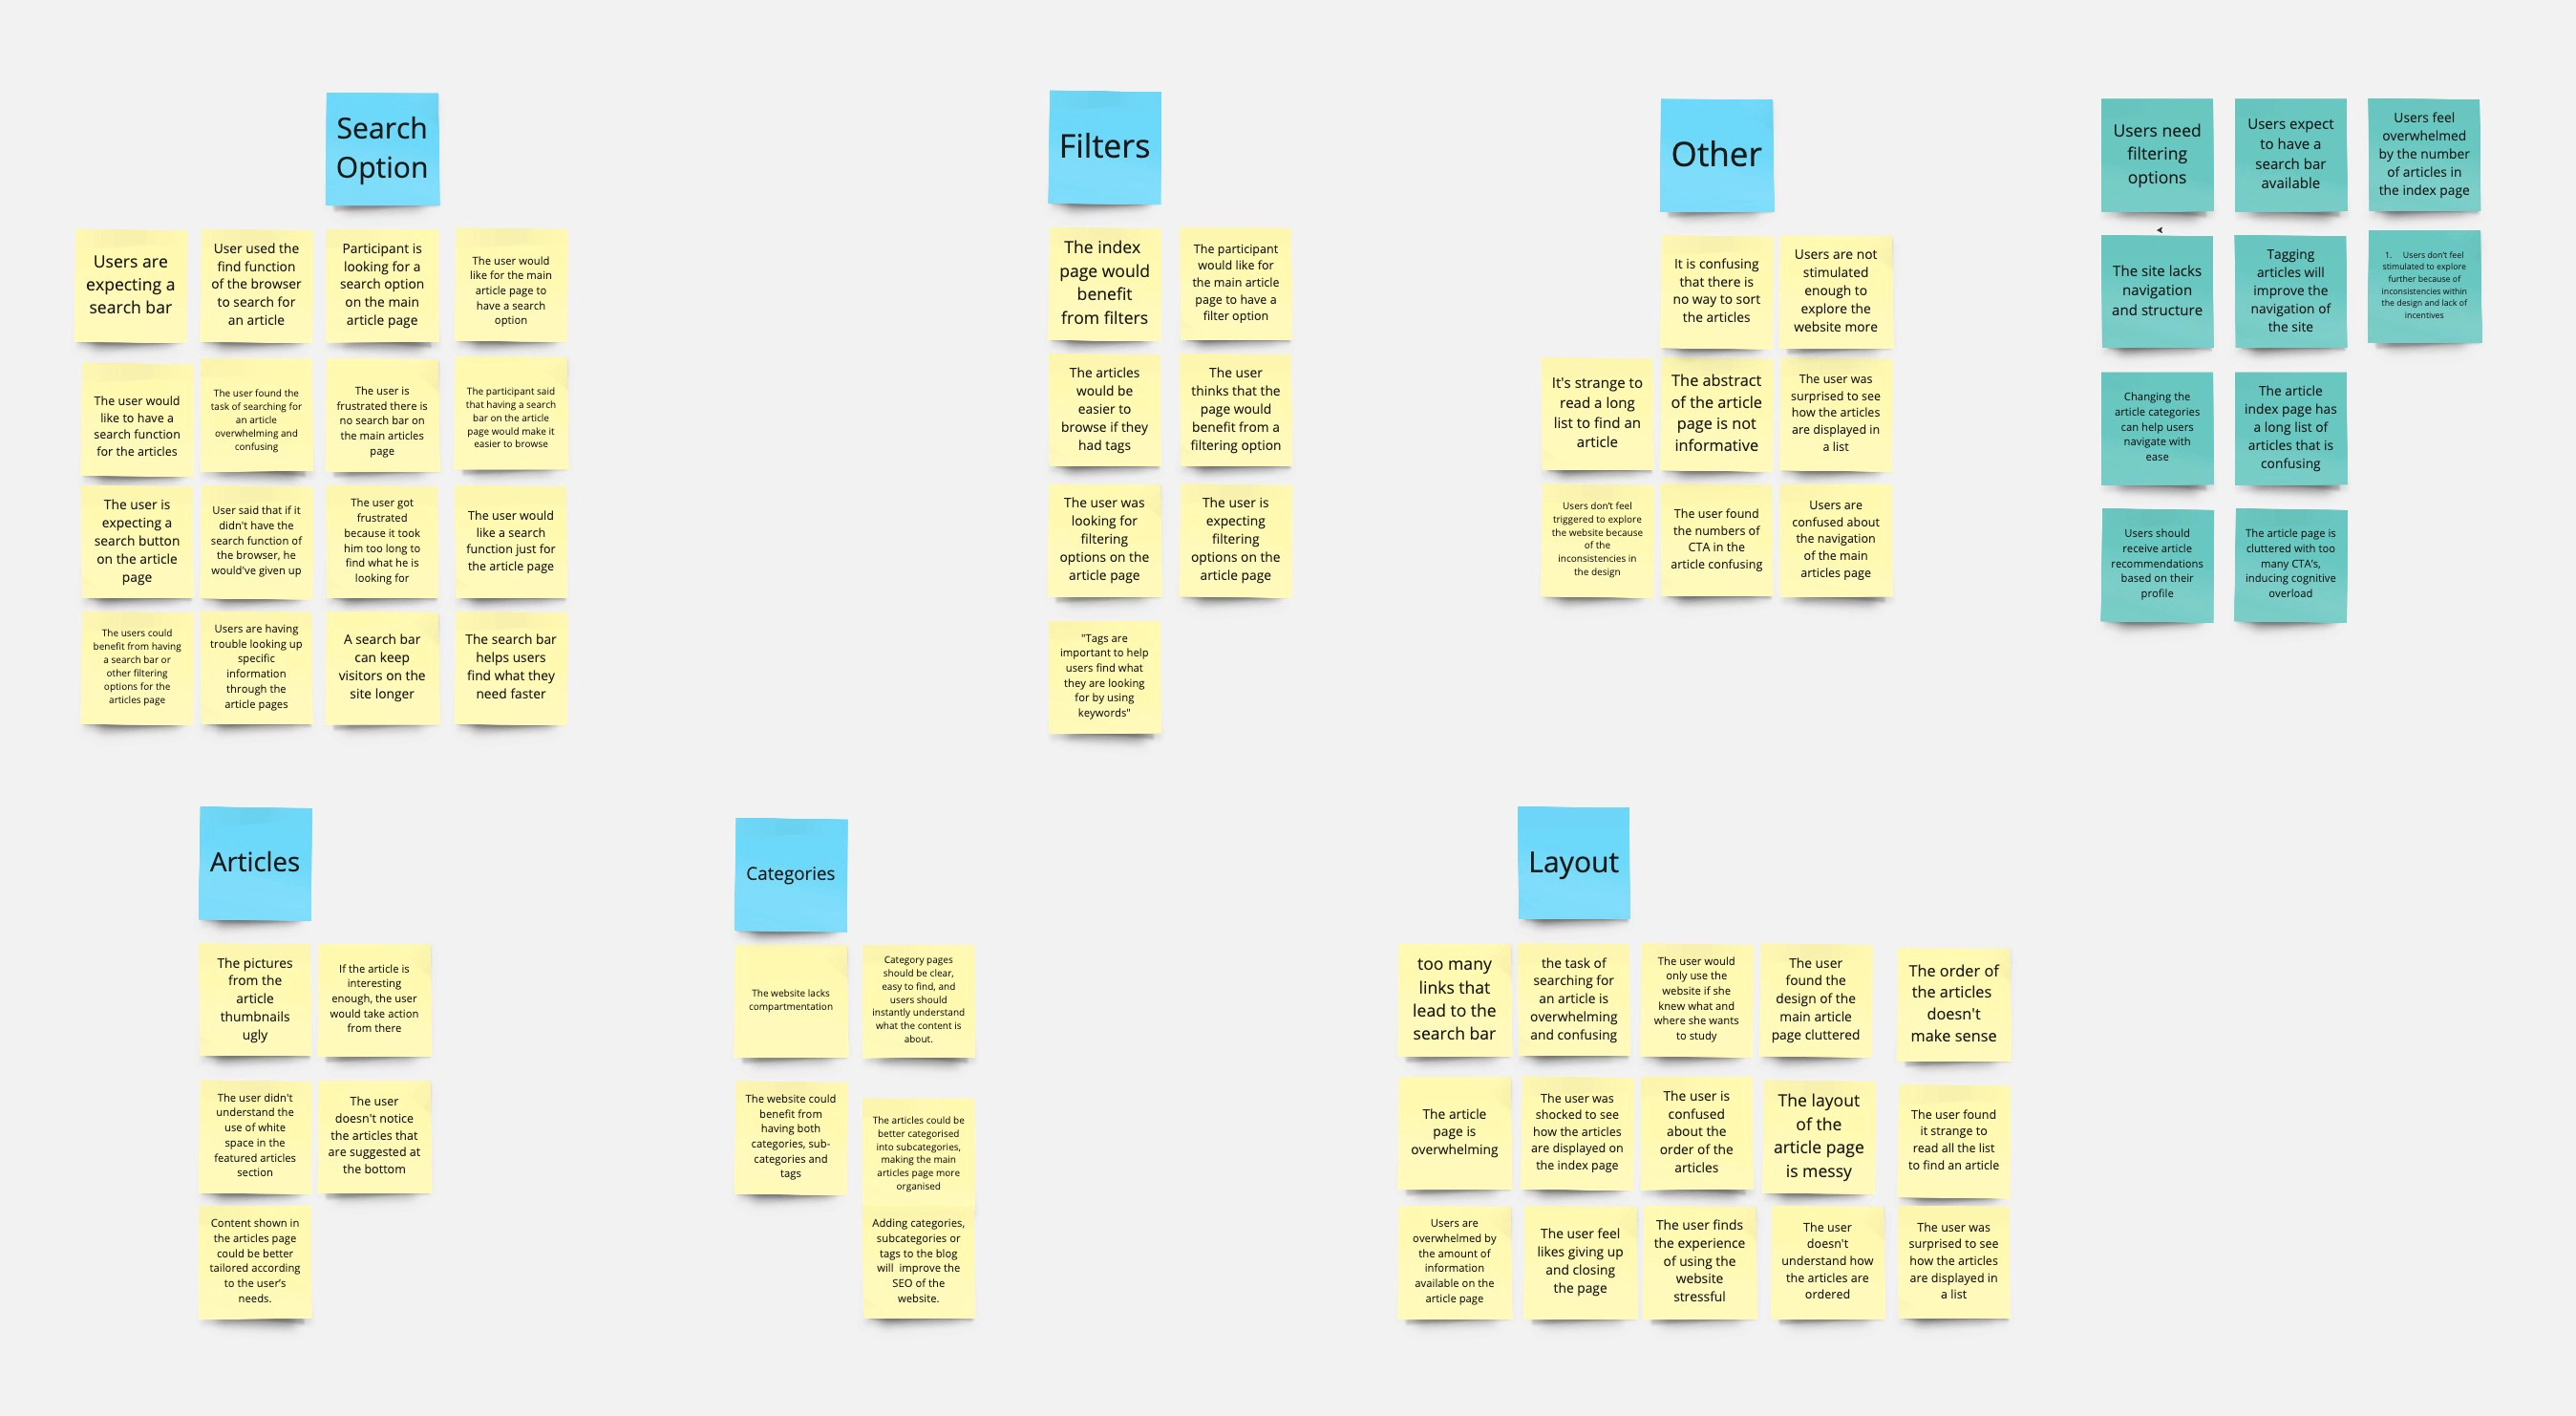 Search
Option
Users are
expecting a
search bar
User used the
find function
of the browser
to search for
an article
Participant is
looking for a
search option
on the main
article page
The user would
like for the main
article page to
have a search
option
The user would
like to have a
search function
for the articles
The user found the
task of searching for
an article
overwhelming and
confusing
The user is
frustrated there is
no search bar on
the main articles
page
The participant said
that having a search
bar on the article
page would make it
easier to browse
The user is
expecting a
search button
on the article
page
User said that if it
didn't have the
search function of
the browser, he
would've given up
The user got
frustrated
because it took
him too long to
find what he is
looking for
The user would
like a search
function just for
the article page
The users could
benefit from having
a search bar or
other filtering
options for the
articles page
Users are having
trouble looking up
specific
information
through the
article pages
A search bar
can keep
visitors on the
site longer
The search bar
helps users
find what they
need faster
Filters
The index
page would
benefit
from filters
The participant
would like for
the main article
page to have a
filter option
The articles
would be
easier to
browse if they
had tags
The user
thinks that the
page would
benefit from a
filtering option
The user was
looking for
filtering
options on the
article page
The user is
expecting
filtering
options on the
article page
"Tags are
important to help
users find what
they are looking
for by using
keywords"
Other
It is confusing
that there is
no way to sort
the articles
Users are not
stimulated
enough to
explore the
website more
It's strange to
read a long
list to find an
article
The abstract
of the article
page is not
informative
The user was
surprised to see
how the articles
are displayed in
a list
Users don't feel
triggered to explore
the website because
of the
inconsistencies in
the design
The user found
the numbers of
CTA in the
article confusing
Users are
confused about
the navigation
of the main
articles page
Users need
filtering
options
Users expect
to have a
search bar
available
Users feel
overwhelmed
by the number
of articles in
the index page
The site lacks
navigation
and structure
Tagging
articles will
improve the
navigation of
the site
1. Users don't feel
stimulated to explore
further because of
inconsistencies within
the design and lack of
incentives
Changing the
article categories
can help users
navigate with
ease
The article
index page has
a long list of
articles that is
confusing
Users should
receive article
recommendations
based on their
profile
The article page is
cluttered with too
many CTA's,
inducing cognitive
overload
Articles
The pictures
from the
article
thumbnails
ugly
If the article is
interesting
enough, the user
would take action
from there
The user didn't
understand the
use of white
space in the
featured articles
section
The user
doesn't notice
the articles that
are suggested at
the bottom
Content shown in
the articles page
could be better
tailored according
to the user's
needs.
Categories
The website lacks
compartmentation
Category pages
should be clear,
easy to find, and
users should
instantly understand
what the content is
about.
The website could
benefit from
having both
categories, sub-
categories and
tags
The articles could be
better categorised
into subcategories,
making the main
articles page more
organised
Adding categories,
subcategories or
tags to the blog
will improve the
SEO of the
website.
Layout
too many
links that
lead to the
search bar
the task of
searching for
an article is
overwhelming
and confusing
The user would
only use the
website if she
knew what and
where she wants
to study
The user
found the
design of the
main article
page cluttered
The order of
the articles
doesn't
make sense
The article
page is
overwhelming
The user was
shocked to see
how the articles
are displayed on
the index page
The user is
confused
about the
order of the
articles
The layout
of the
article page
is messy
The user found
it strange to
read all the list
to find an article
Users are
overwhelmed by
the amount of
information
available on the
article page
The user feel
likes giving up
and closing
the page
The user finds
the experience
of using the
website
stressful
The user
doesn't
understand how
the articles are
ordered
The user was
surprised to see
how the articles
are displayed in
a list